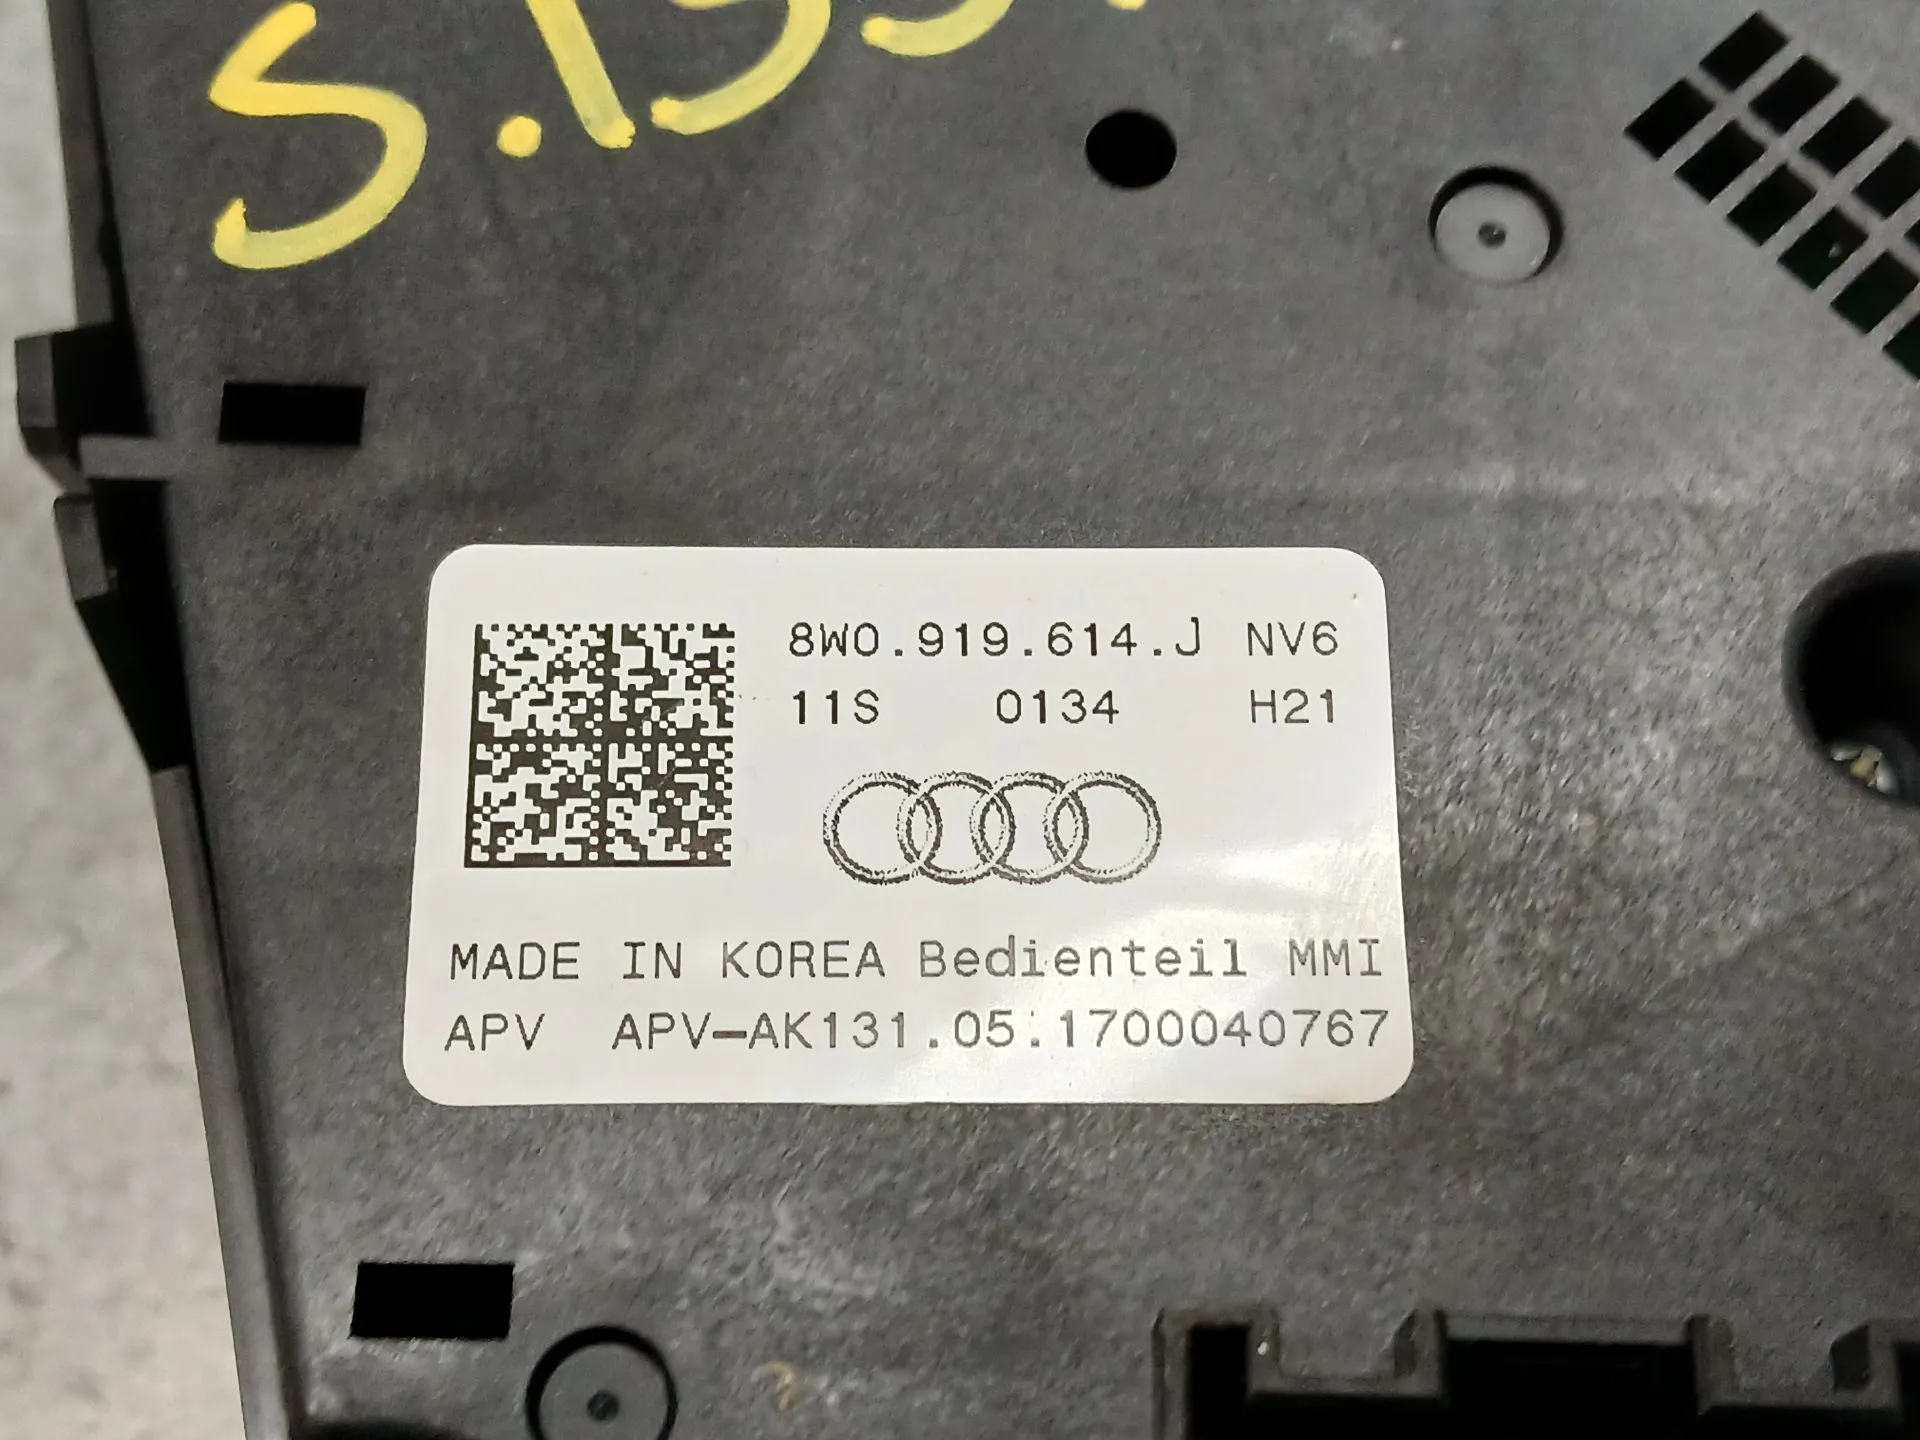 8W0.919.614.J NV6
11S 0134 H21
MADE IN KOREA Bedienteil MMI
APV APV-AK131.05.1700040767